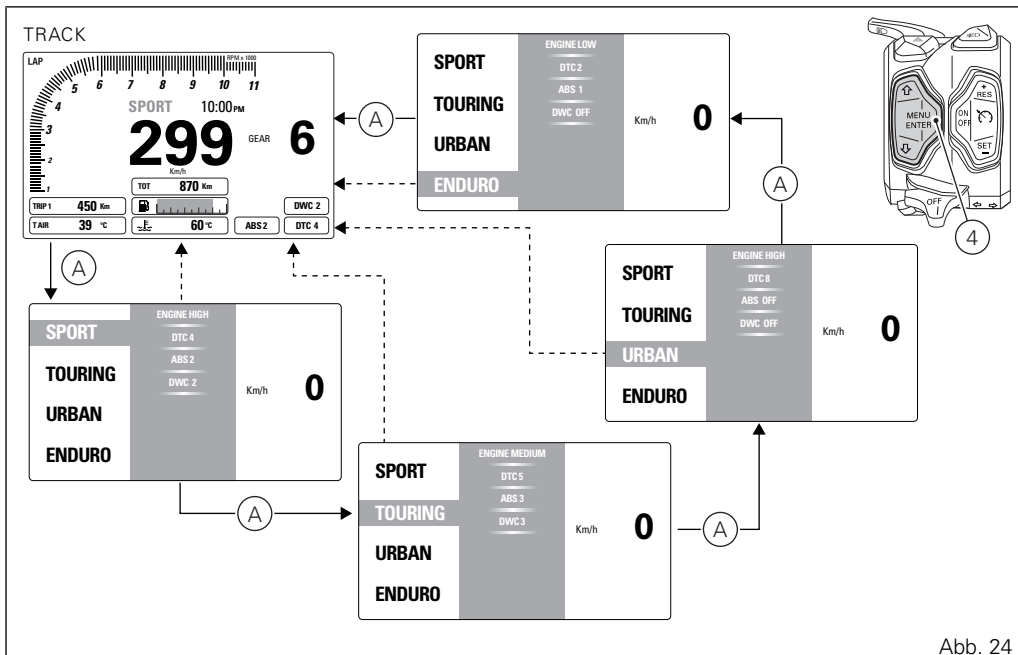 TRACK
LAP
RPM x 1000
1 2 3 4 5 6 7 8 9 10 11
SPORT 10:00 PM
299 GEAR 6
Km/h
TOT 870 Km
TRIP 1 450 Km
DWC 2
T AIR 39 °C
60 °C
ABS 2
DTC 4
A
SPORT
TOURING
URBAN
ENDURO
ENGINE LOW
DTC 2
ABS 1
DWC OFF
Km/h 0
A
MENU
ENTER
+
RES
ON
OFF
SET
–
OFF
4
A
SPORT
TOURING
URBAN
ENDURO
ENGINE HIGH
DTC 8
ABS OFF
DWC OFF
Km/h 0
A
SPORT
TOURING
URBAN
ENDURO
ENGINE HIGH
DTC 4
ABS 2
DWC 2
Km/h 0
A
SPORT
TOURING
URBAN
ENDURO
ENGINE MEDIUM
DTC 5
ABS 3
DWC 3
Km/h 0
A
Abb. 24